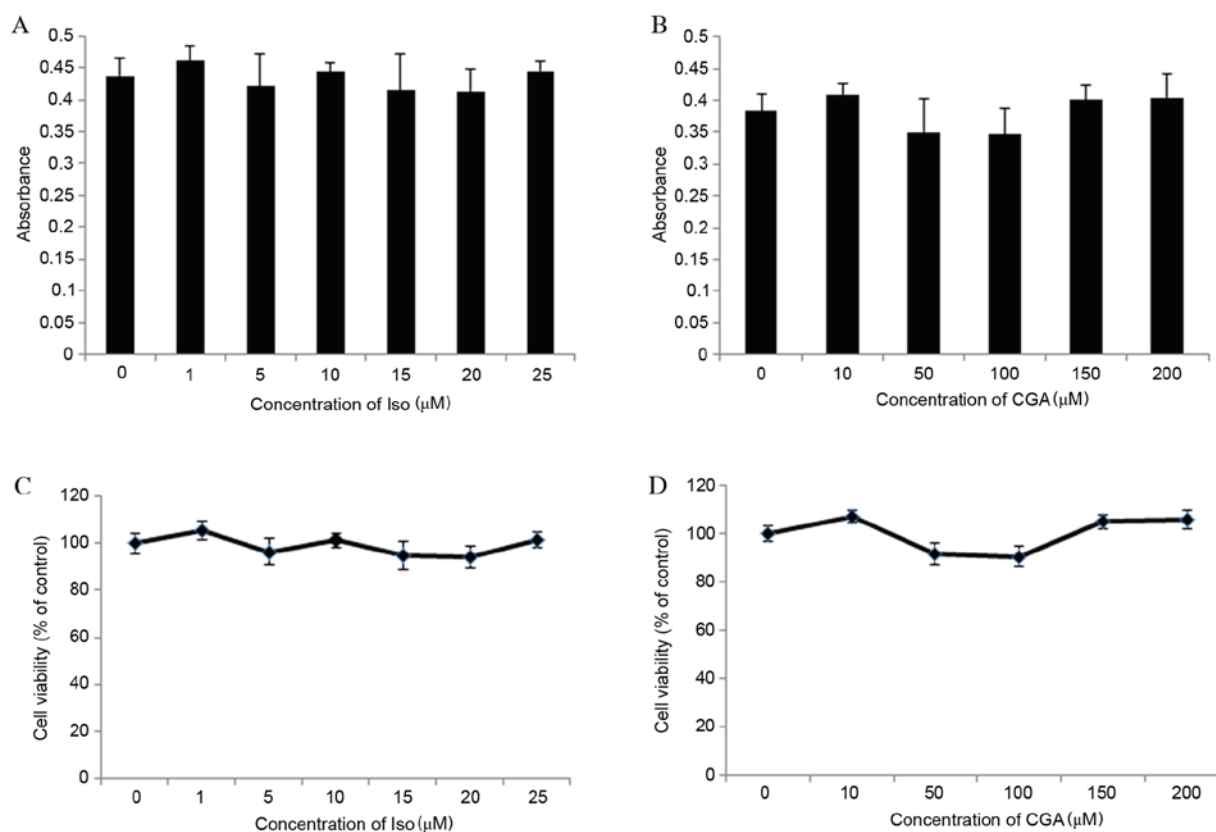 A
0.5
0.45
0.4
0.35
0.3
0.25
0.2
0.15
0.1
0.05
0
Absorbance
0 1 5 10 15 20 25
Concentration of Iso (μM)
B
0.5
0.45
0.4
0.35
0.3
0.25
0.2
0.15
0.1
0.05
0
Absorbance
0 10 50 100 150 200
Concentration of CGA (μM)
C
120
100
80
60
40
20
0
Cell viability (% of control)
0 1 5 10 15 20 25
Concentration of Iso (μM)
D
120
100
80
60
40
20
0
Cell viability (% of control)
0 10 50 100 150 200
Concentration of CGA (μM)